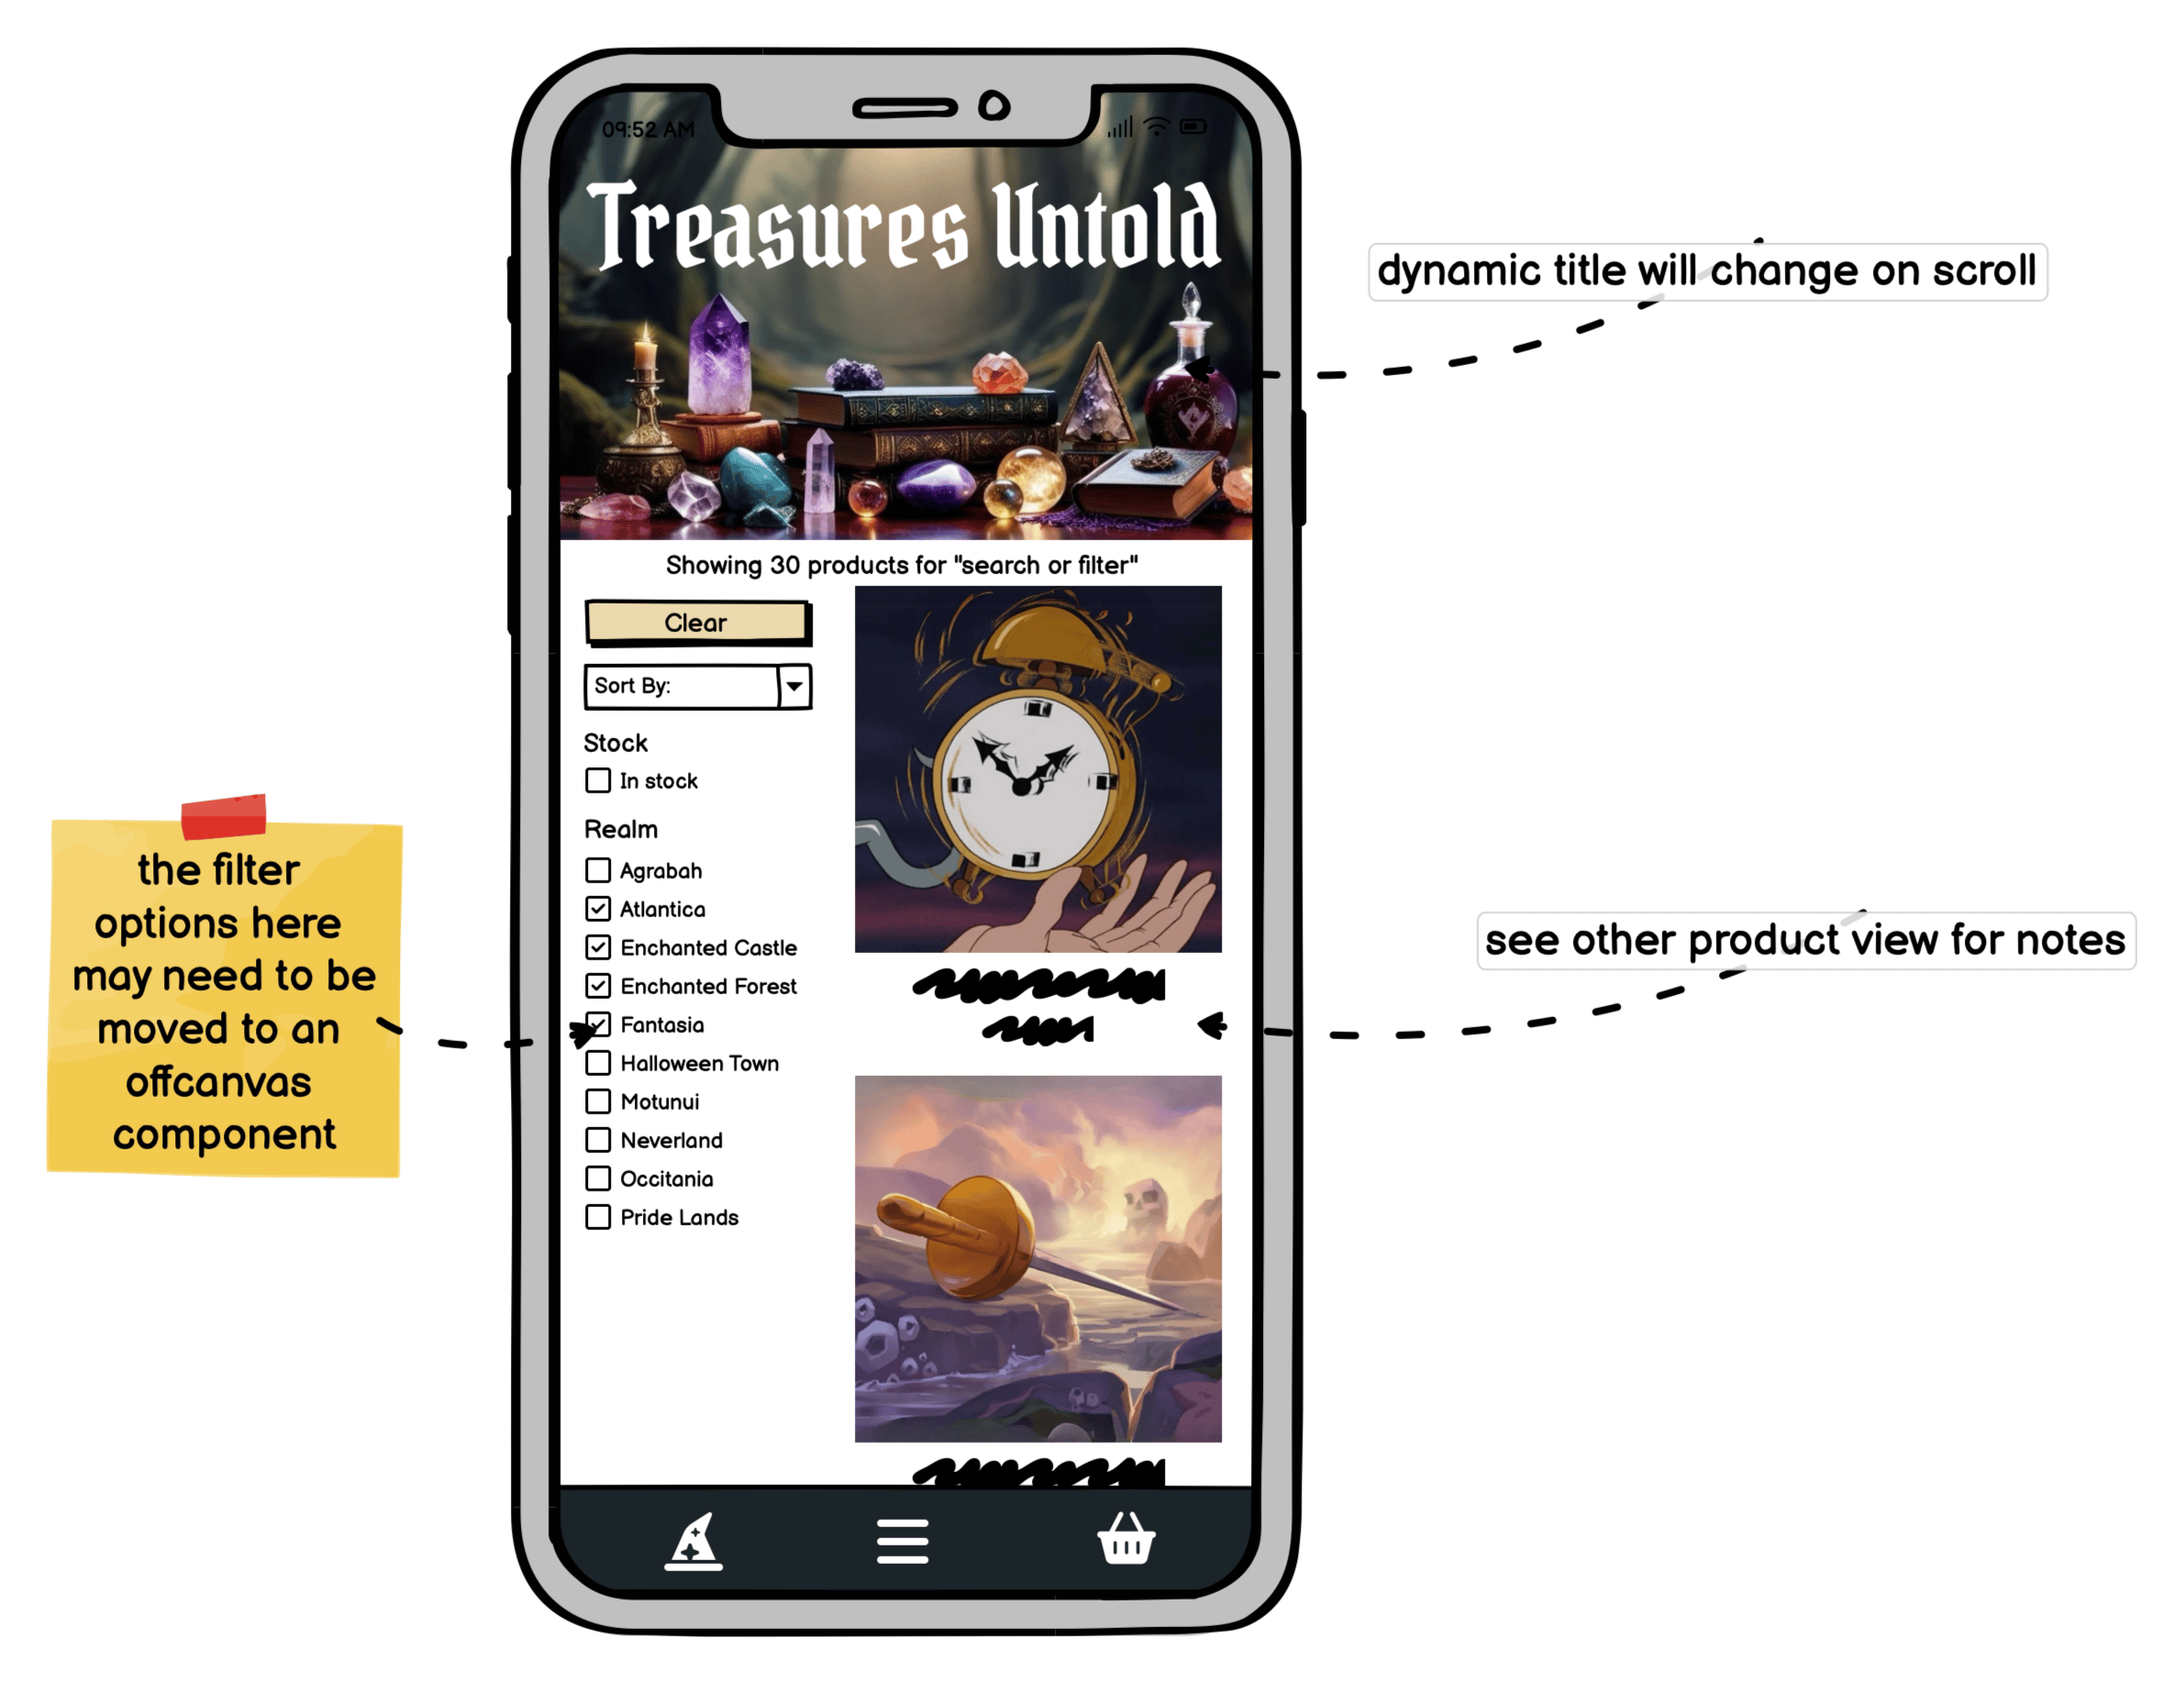 09:52 AM
Treasures Untold
dynamic title will change on scroll
Showing 30 products for "search or filter"
Clear
Sort By:
Stock
In stock
Realm
Agrabah
Atlantica
Enchanted Castle
Enchanted Forest
Fantasia
Halloween Town
Motunui
Neverland
Occitania
Pride Lands
the filter
options here
may need to be
moved to an
offcanvas
component
see other product view for notes